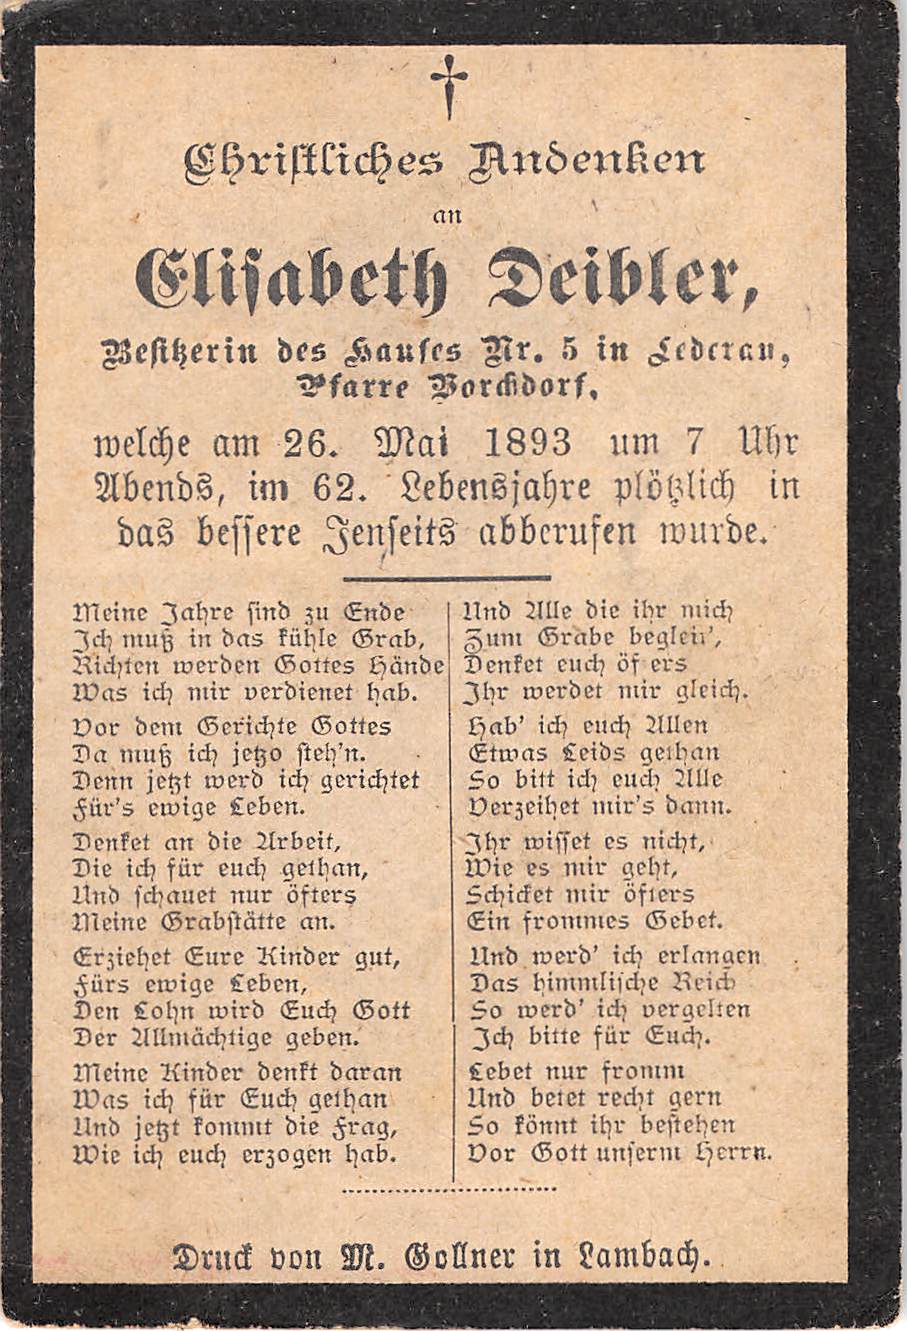 Christliches Andenken
an
Elisabeth Deibler,
Besitzerin des Hauses Nr. 5 in Lederau,
Pfarre Vorchdorf,
welche am 26. Mai 1893 um 7 Uhr
Abends, im 62. Lebensjahre plötzlich in
das bessere Jenseits abberufen wurde.
Meine Jahre sind zu Ende
Ich muß in das kühle Grab,
Richten werden Gottes Hände
Was ich mir verdienet hab.
Vor dem Gerichte Gottes
Da muß ich jetzo steh'n.
Denn jetzt werd ich gerichtet
Für's ewige Leben.
Denket an die Arbeit,
Die ich für euch gethan,
Und schauet nur öfters
Meine Grabstätte an.
Erziehet Eure Kinder gut,
Fürs ewige Leben,
Den Lohn wird Euch Gott
Der Allmächtige geben.
Meine Kinder denkt daran
Was ich für Euch gethan
Und jetzt kommt die Frag,
Wie ich euch erzogen hab.
Und Alle die ihr mich
Zum Grabe begleit',
Denket euch öfters
Ihr werdet mir gleich.
Hab' ich euch Allen
Etwas Leids gethan
So bitt ich euch Alle
Verzeihet mir's dann.
Ihr wisset es nicht,
Wie es mir geht,
Schicket mir öfters
Ein frommes Gebet.
Und werd' ich erlangen
Das himmlische Reich
So werd' ich vergelten
Ich bitte für Euch.
Lebet nur fromm
Und betet recht gern
So könnt ihr bestehen
Vor Gott unserm Herrn.
Druck von M. Gollner in Lambach.